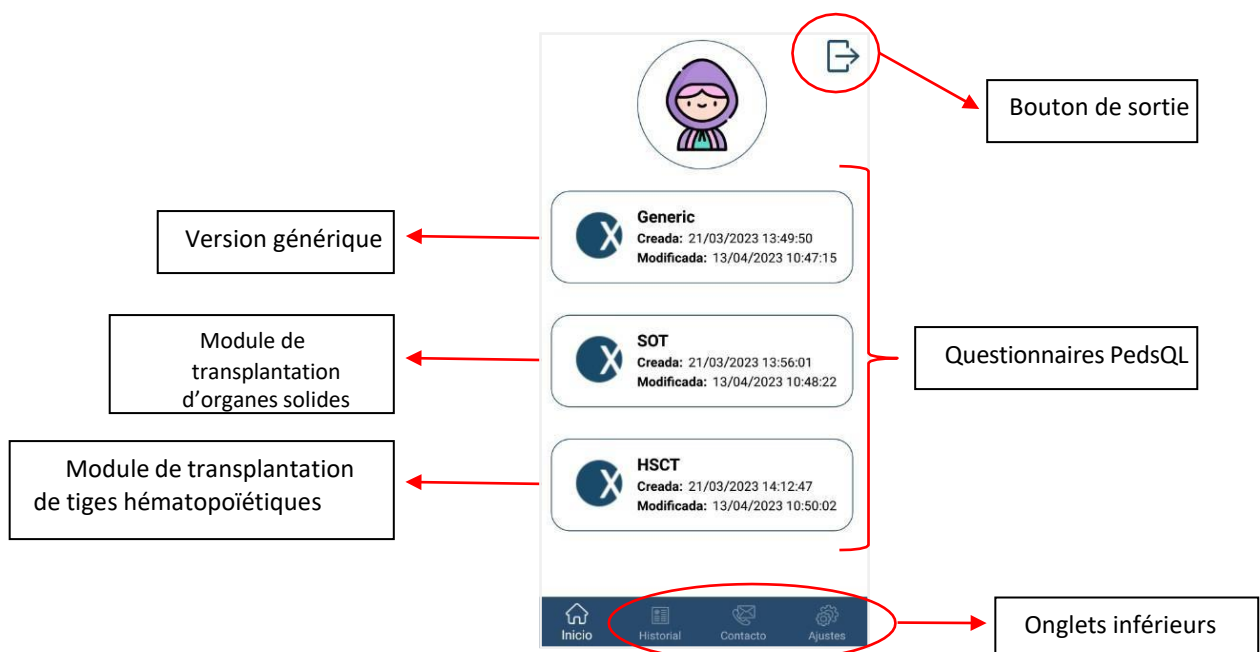 Bouton de sortie
Generic
Creada: 21/03/2023 13:49:50
Modificada: 13/04/2023 10:47:15
Version générique
SOT
Creada: 21/03/2023 13:56:01
Modificada: 13/04/2023 10:48:22
Module de
transplantation
d’organes solides
Questionnaires PedsQL
HSCT
Creada: 21/03/2023 14:12:47
Modificada: 13/04/2023 10:50:02
Module de transplantation
de tiges hématopoïétiques
Inicio
Historial
Contacto
Ajustes
Onglets inférieurs